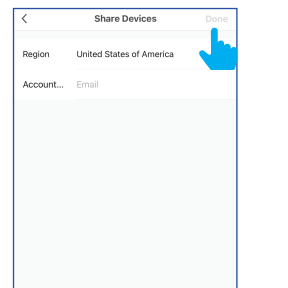 Share Devices Done
Region United States of America
Account... Email